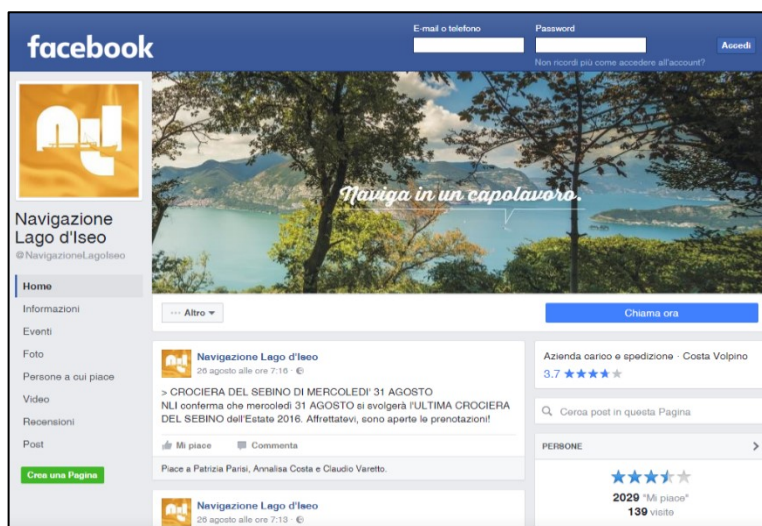 facebook
E-mail o telefono
Password
Accedi
Non ricordi più come accedere all'account?
Naviga in un capolavoro.
Navigazione
Lago d'Iseo
@NavigazioneLagoIseo
Home
Informazioni
Eventi
Foto
Persone a cui piace
Video
Recensioni
Post
Crea una Pagina
Altro
Chiama ora
Navigazione Lago d'Iseo
26 agosto alle ore 7:16 ·
> CROCIERA DEL SEBINO DI MERCOLEDI' 31 AGOSTO
NLI conferma che mercoledì 31 AGOSTO si svolgerà l'ULTIMA CROCIERA
DEL SEBINO dell'Estate 2016. Affrettatevi, sono aperte le prenotazioni!
Mi piace
Commenta
Piace a Patrizia Parisi, Annalisa Costa e Claudio Varetto.
Navigazione Lago d'Iseo
26 agosto alle ore 7:13 ·
Azienda carico e spedizione · Costa Volpino
3.7
Cerca post in questa Pagina
PERSONE
2029 "Mi piace"
139 visite